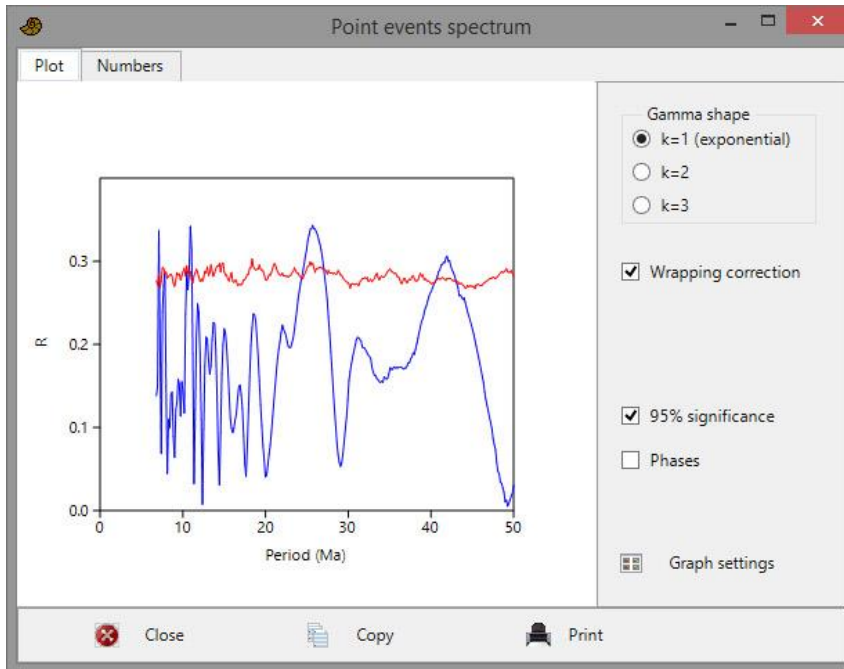 Point events spectrum
Plot
Numbers
R
0.3
0.2
0.1
0.0
0
10
20
30
40
50
Period (Ma)
Gamma shape
k=1 (exponential)
k=2
k=3
Wrapping correction
95% significance
Phases
Graph settings
Close
Copy
Print